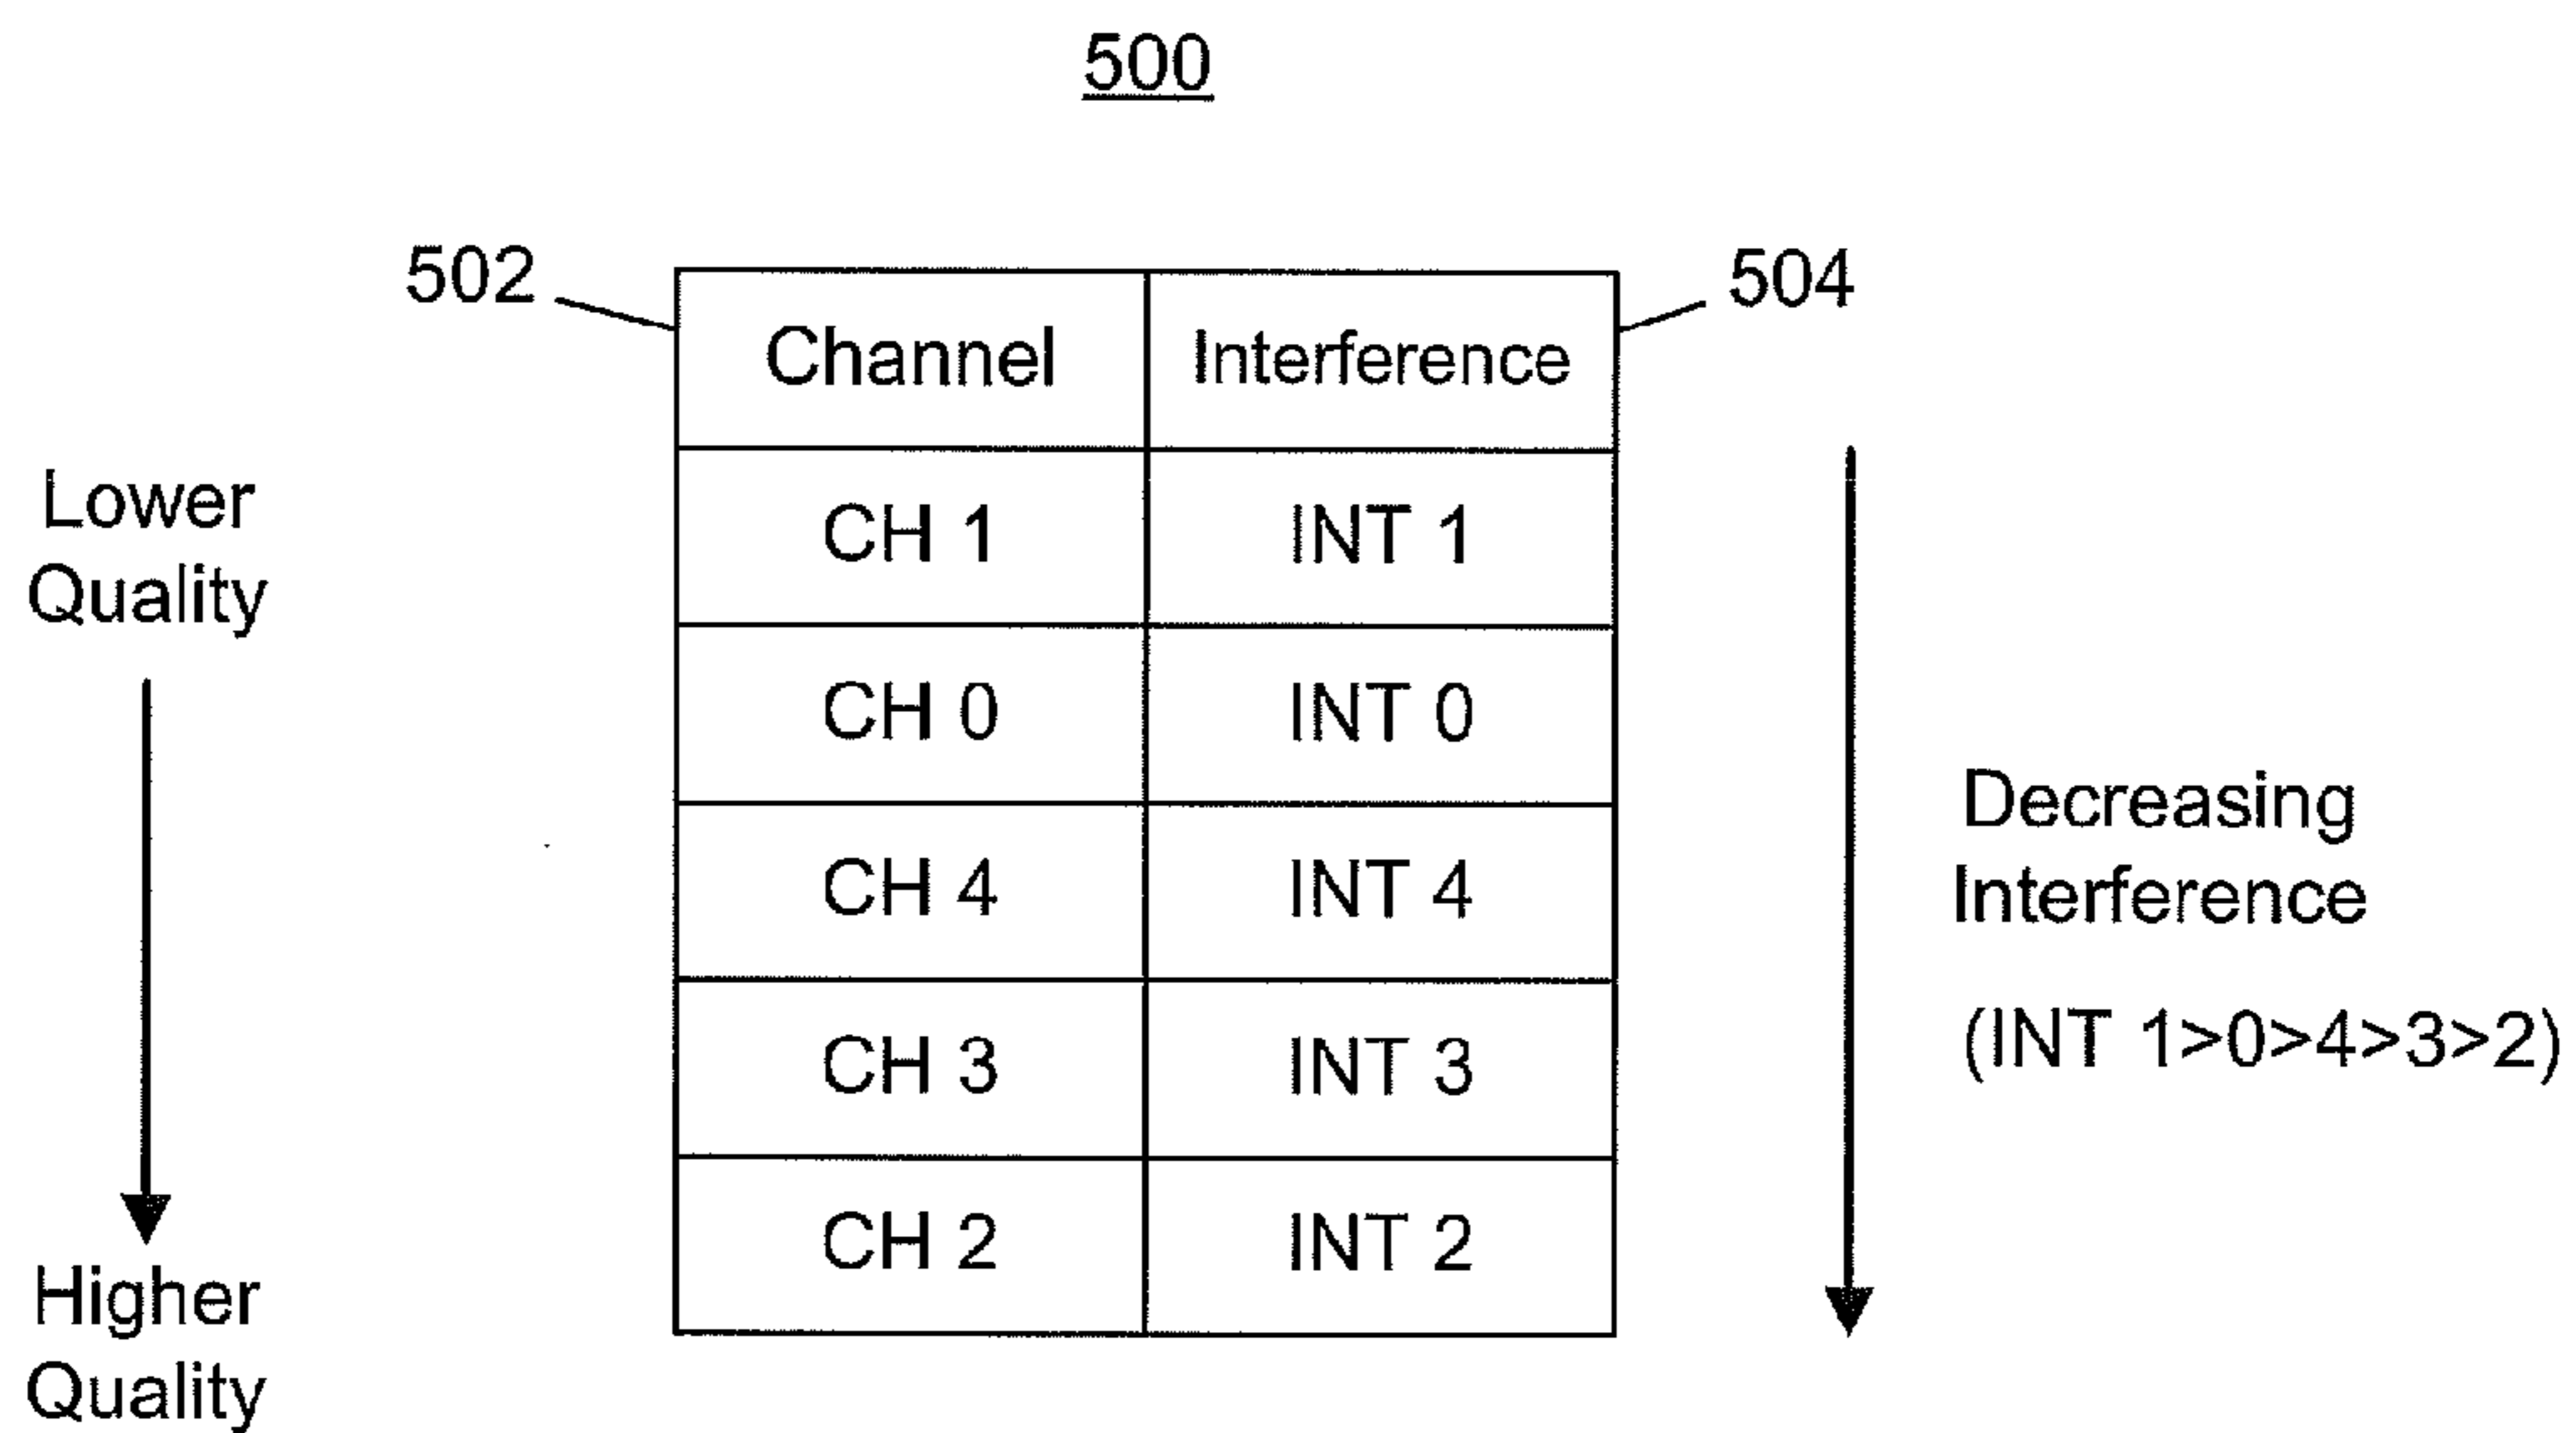 500
502
504
Channel Interference
CH 1 INT 1
CH 0 INT 0
CH 4 INT 4
CH 3 INT 3
CH 2 INT 2
Lower
Quality
Higher
Quality
Decreasing
Interference
(INT 1>0>4>3>2)